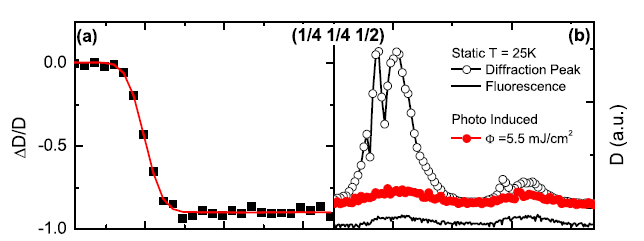 (a) (1/4 1/4 1/2) (b)
0.0
-0.5
-1.0
ΔD/D
Static T = 25K
Diffraction Peak
Fluorescence
Photo Induced
Φ =5.5 mJ/cm²
D (a.u.)